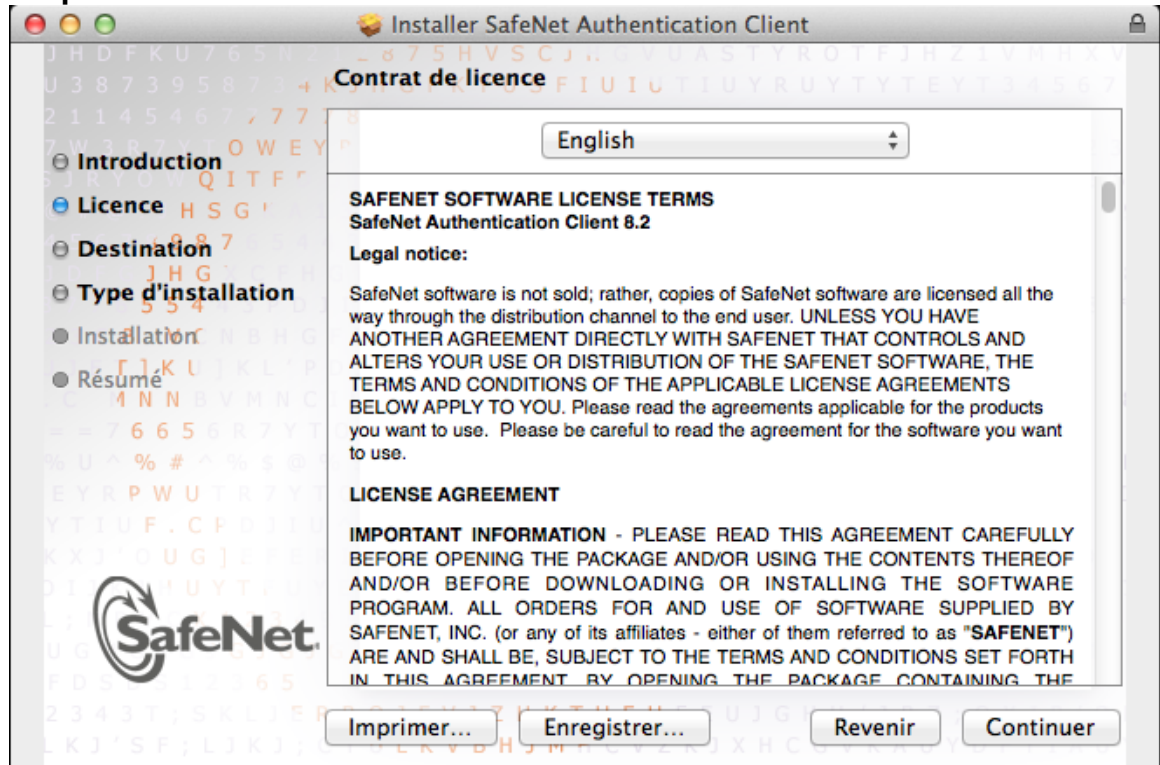 Installer SafeNet Authentication Client
Contrat de licence
English
Introduction
Licence
Destination
Type d'installation
Installation
Résumé
SAFENET SOFTWARE LICENSE TERMS
SafeNet Authentication Client 8.2
Legal notice:
SafeNet software is not sold; rather, copies of SafeNet software are licensed all the
way through the distribution channel to the end user. UNLESS YOU HAVE
ANOTHER AGREEMENT DIRECTLY WITH SAFENET THAT CONTROLS AND
ALTERS YOUR USE OR DISTRIBUTION OF THE SAFENET SOFTWARE, THE
TERMS AND CONDITIONS OF THE APPLICABLE LICENSE AGREEMENTS
BELOW APPLY TO YOU. Please read the agreements applicable for the products
you want to use.  Please be careful to read the agreement for the software you want
to use.
LICENSE AGREEMENT
IMPORTANT INFORMATION - PLEASE READ THIS AGREEMENT CAREFULLY
BEFORE OPENING THE PACKAGE AND/OR USING THE CONTENTS THEREOF
AND/OR BEFORE DOWNLOADING OR INSTALLING THE SOFTWARE
PROGRAM. ALL ORDERS FOR AND USE OF SOFTWARE SUPPLIED BY
SAFENET, INC. (or any of its affiliates - either of them referred to as "SAFENET")
ARE AND SHALL BE, SUBJECT TO THE TERMS AND CONDITIONS SET FORTH
IN THIS AGREEMENT. BY OPENING THE PACKAGE CONTAINING THE
SafeNet.
Imprimer...
Enregistrer...
Revenir
Continuer